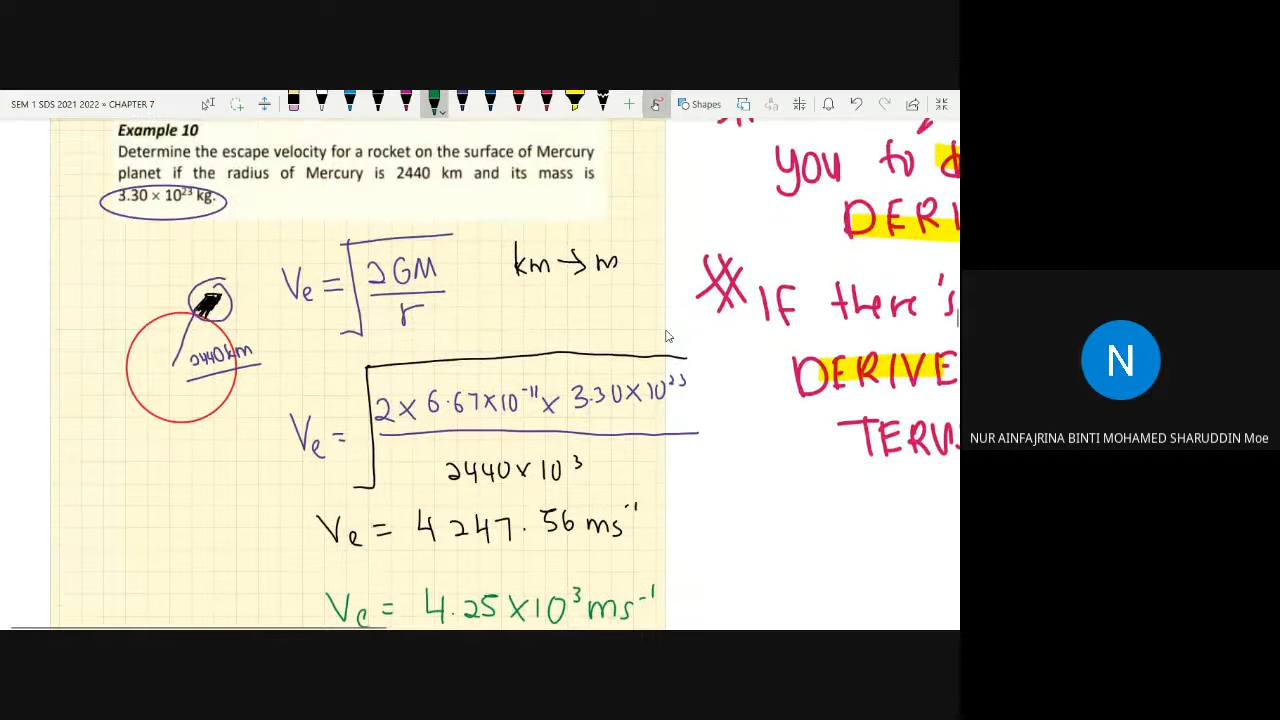 SEM 1 SDS 2021 2022 » CHAPTER 7
Shapes
Example 10
Determine the escape velocity for a rocket on the surface of Mercury
planet if the radius of Mercury is 2440 km and its mass is
3.30 × 10²³ kg.
2440km
Ve = √(2GM / r)
km → m
Ve = √(2 × 6.67×10⁻¹¹ × 3.30×10²³ / 2440×10³)
Ve = 4247.56 ms⁻¹
Ve = 4.25×10³ ms⁻¹
you to
DERI
If there's
DERIVE
TERMS
N
NUR AINFAJRINA BINTI MOHAMED SHARUDDIN Moe